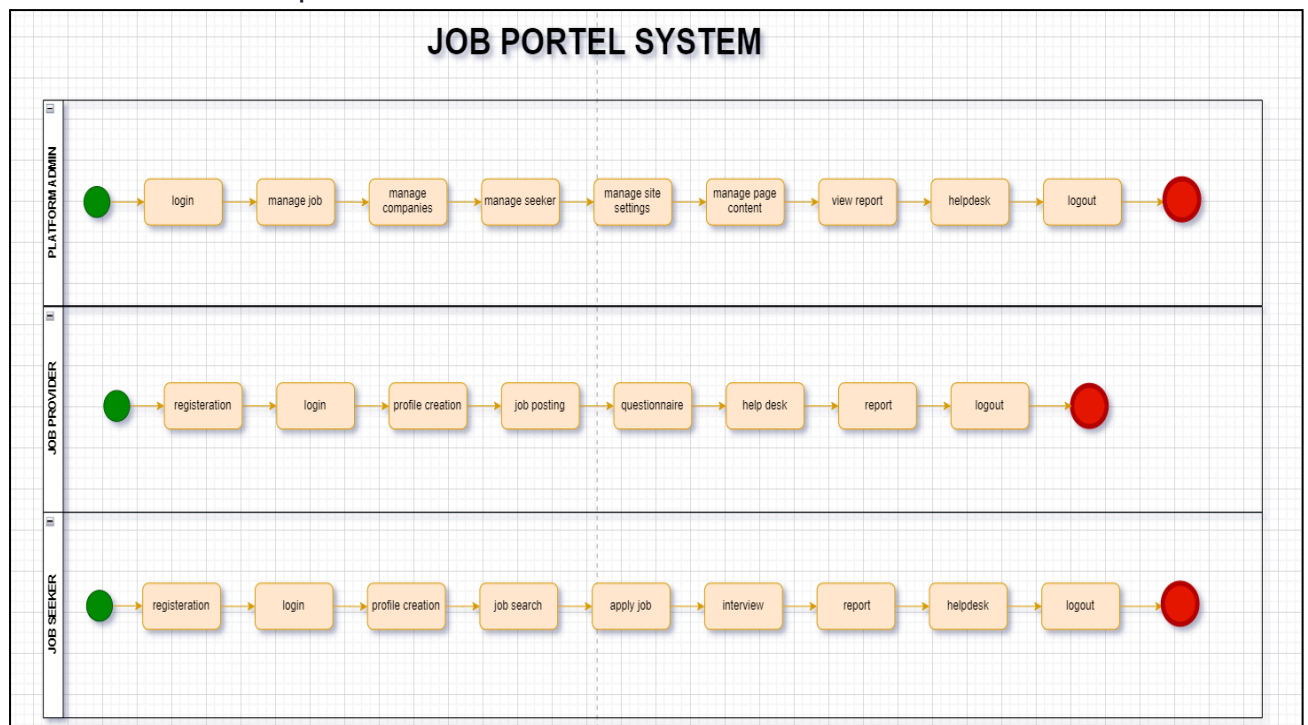 JOB PORTEL SYSTEM
PLATFORM ADMIN
login
manage job
manage
companies
manage seeker
manage site
settings
manage page
content
view report
helpdesk
logout
JOB PROVIDER
registeration
login
profile creation
job posting
questionnaire
help desk
report
logout
JOB SEEKER
registeration
login
profile creation
job search
apply job
interview
report
helpdesk
logout